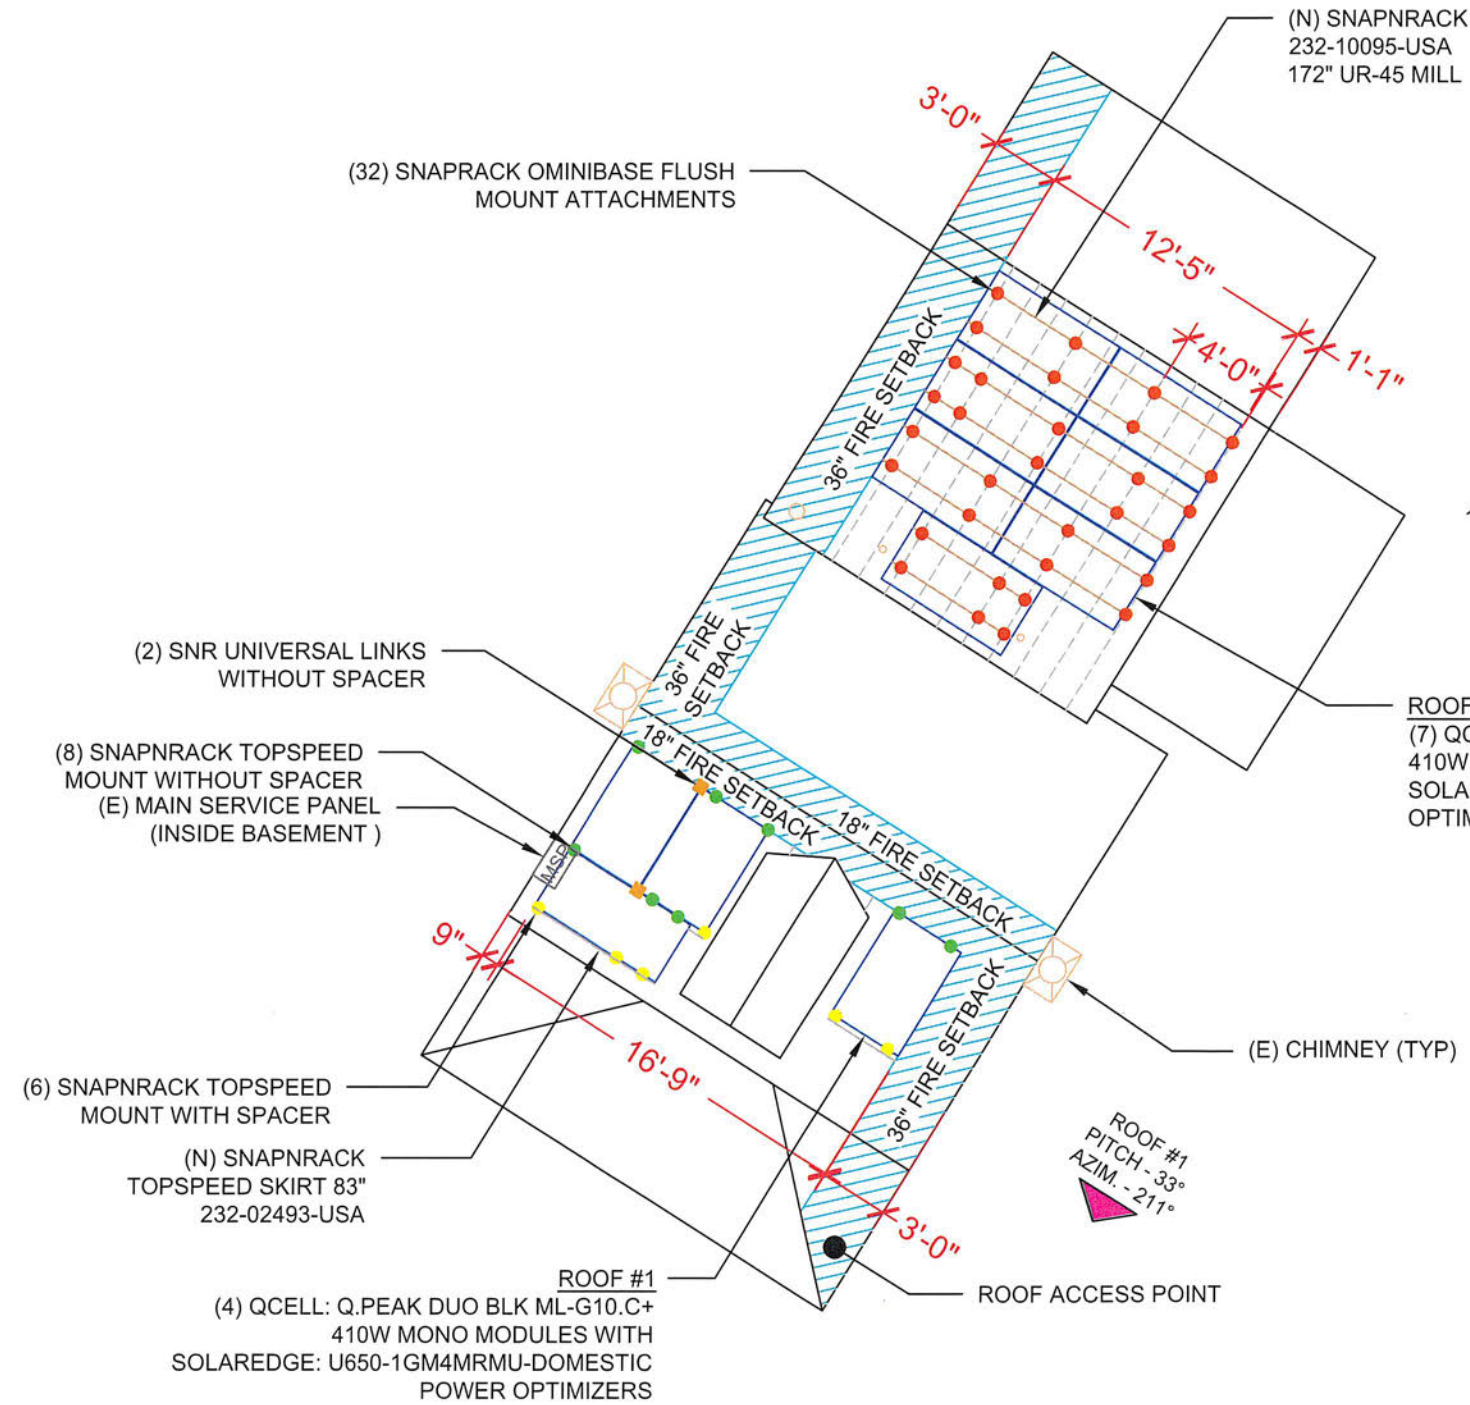 (N) SNAPNRACK
232-10095-USA
172" UR-45 MILL
3'-0"
(32) SNAPRACK OMINIBASE FLUSH
MOUNT ATTACHMENTS
12'-5"
4'-0"
1'-1"
36" FIRE SETBACK
36" FIRE
SETBACK
(2) SNR UNIVERSAL LINKS
WITHOUT SPACER
(8) SNAPNRACK TOPSPEED
MOUNT WITHOUT SPACER
(E) MAIN SERVICE PANEL
(INSIDE BASEMENT )
MSP
18" FIRE SETBACK
18" FIRE SETBACK
ROOF
(7) QC
410W
SOLA
OPTIM
9"
16'-9"
36" FIRE SETBACK
3'-0"
(E) CHIMNEY (TYP)
(6) SNAPNRACK TOPSPEED
MOUNT WITH SPACER
(N) SNAPNRACK
TOPSPEED SKIRT 83"
232-02493-USA
ROOF #1
PITCH - 33°
AZIM. - 211°
ROOF ACCESS POINT
ROOF #1
(4) QCELL: Q.PEAK DUO BLK ML-G10.C+
410W MONO MODULES WITH
SOLAREDGE: U650-1GM4MRMU-DOMESTIC
POWER OPTIMIZERS